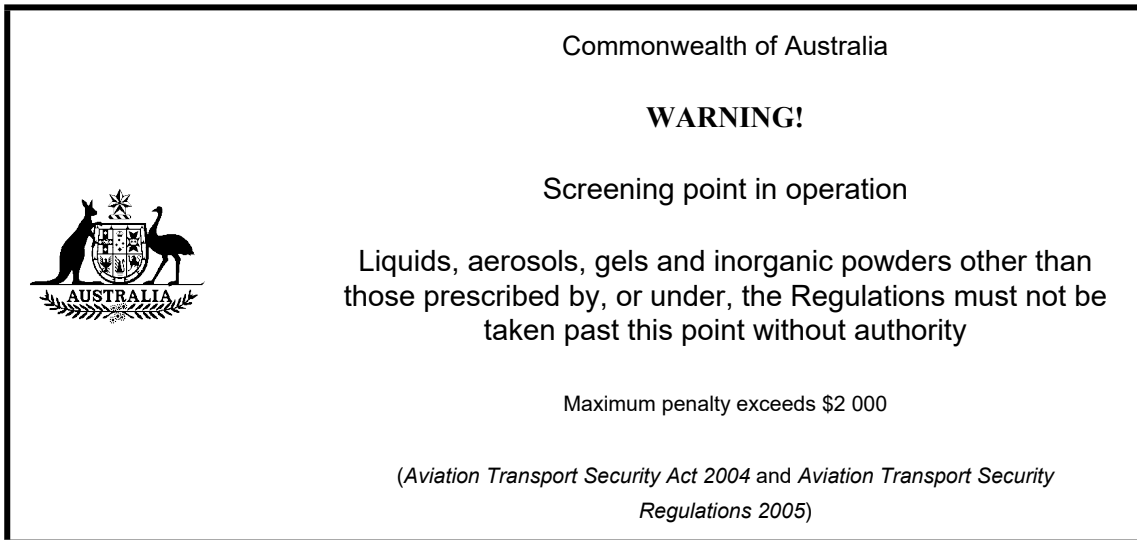 Commonwealth of Australia
WARNING!
Screening point in operation
AUSTRALIA
Liquids, aerosols, gels and inorganic powders other than
those prescribed by, or under, the Regulations must not be
taken past this point without authority
Maximum penalty exceeds $2 000
(Aviation Transport Security Act 2004 and Aviation Transport Security
Regulations 2005)